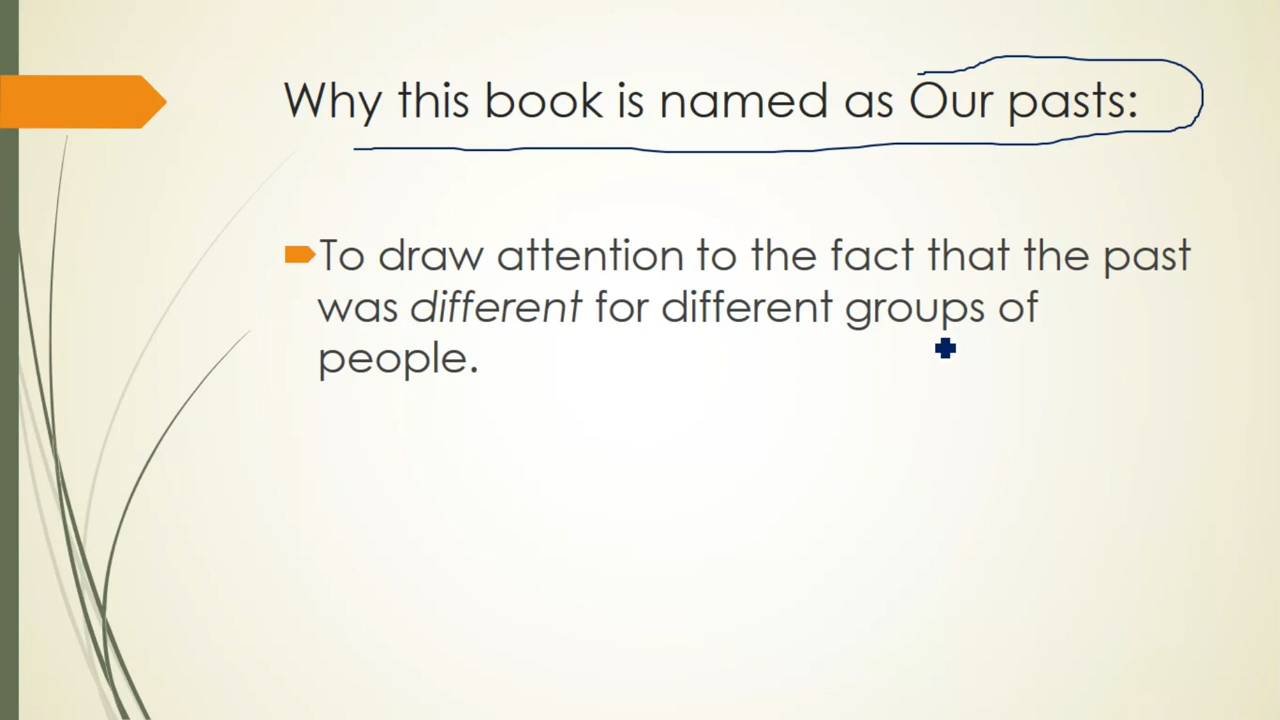 Why this book is named as Our pasts:
To draw attention to the fact that the past
was different for different groups of
people.